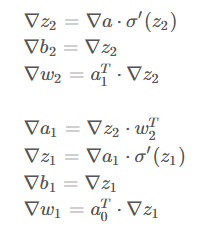 ∇z₂ = ∇a · σ′(z₂)
∇b₂ = ∇z₂
∇w₂ = a₁ᵀ · ∇z₂
∇a₁ = ∇z₂ · w₂ᵀ
∇z₁ = ∇a₁ · σ′(z₁)
∇b₁ = ∇z₁
∇w₁ = a₀ᵀ · ∇z₁